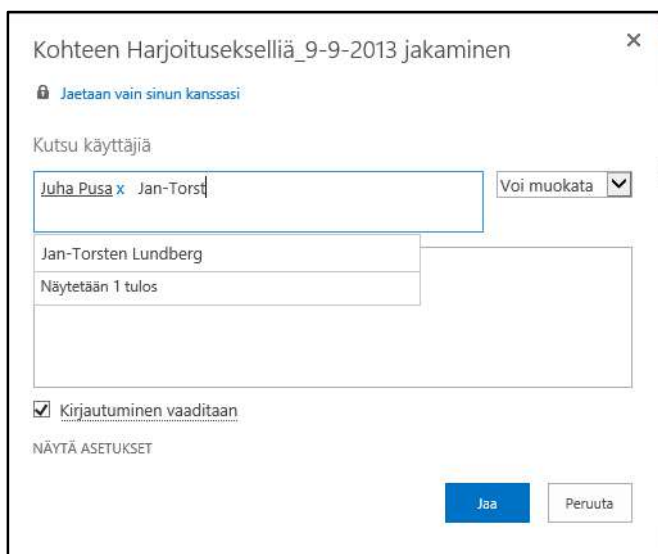 Kohteen Harjoitusekselliä_9-9-2013 jakaminen
Jaetaan vain sinun kanssasi
Kutsu käyttäjiä
Juha Pusa x Jan-Torst
Voi muokata
Jan-Torsten Lundberg
Näytetään 1 tulos
Kirjautuminen vaaditaan
NÄYTÄ ASETUKSET
Jaa
Peruuta